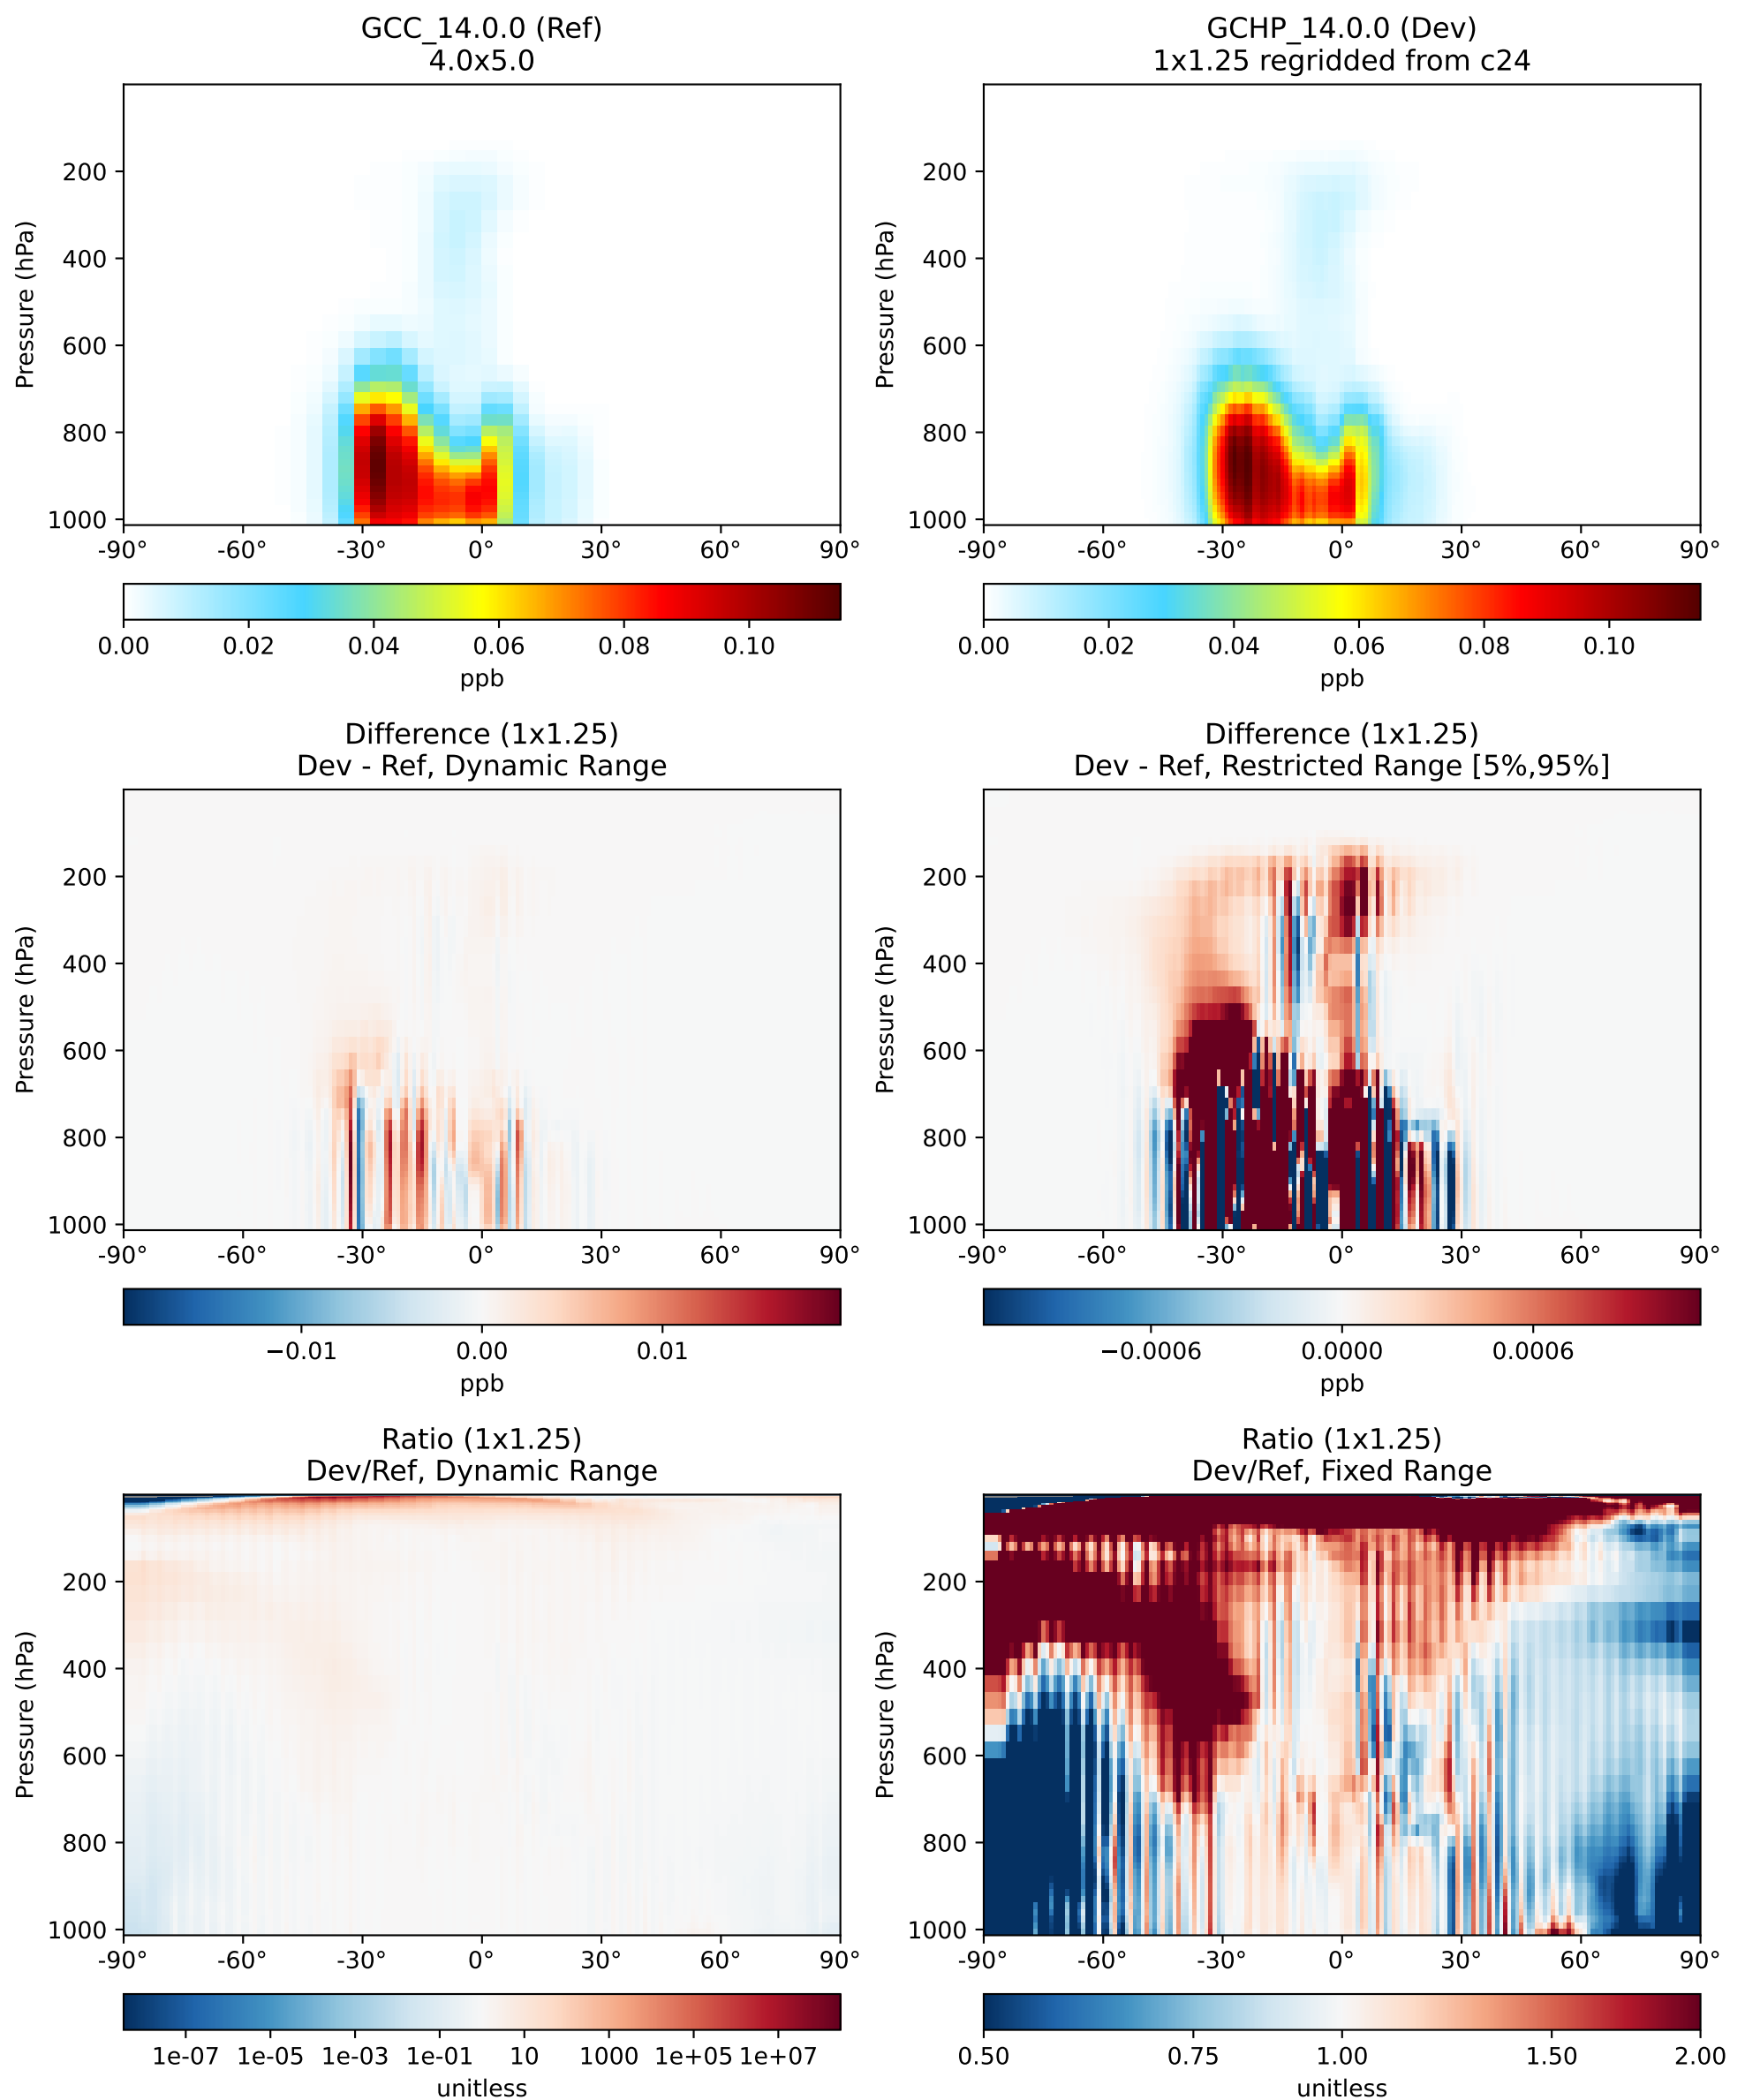 GCC_14.0.0 (Ref)
4.0x5.0
GCHP_14.0.0 (Dev)
1x1.25 regridded from c24
Pressure (hPa)
200
400
600
800
1000
-90° -60° -30° 0° 30° 60° 90°
0.00 0.02 0.04 0.06 0.08 0.10
ppb
Pressure (hPa)
200
400
600
800
1000
-90° -60° -30° 0° 30° 60° 90°
0.00 0.02 0.04 0.06 0.08 0.10
ppb
Difference (1x1.25)
Dev - Ref, Dynamic Range
Pressure (hPa)
200
400
600
800
1000
-90° -60° -30° 0° 30° 60° 90°
−0.01 0.00 0.01
ppb
Difference (1x1.25)
Dev - Ref, Restricted Range [5%,95%]
Pressure (hPa)
200
400
600
800
1000
-90° -60° -30° 0° 30° 60° 90°
−0.0006 0.0000 0.0006
ppb
Ratio (1x1.25)
Dev/Ref, Dynamic Range
Pressure (hPa)
200
400
600
800
1000
-90° -60° -30° 0° 30° 60° 90°
1e-07 1e-05 1e-03 1e-01 10 1000 1e+05 1e+07
unitless
Ratio (1x1.25)
Dev/Ref, Fixed Range
Pressure (hPa)
200
400
600
800
1000
-90° -60° -30° 0° 30° 60° 90°
0.50 0.75 1.00 1.50 2.00
unitless